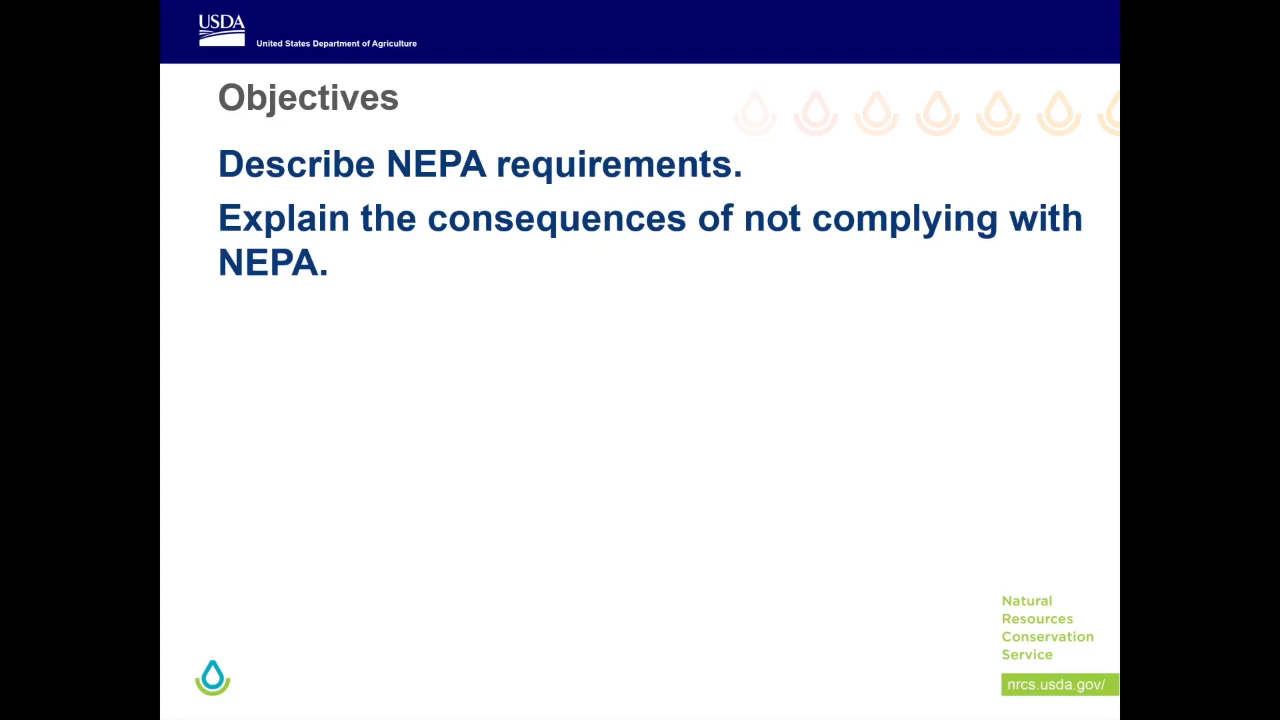 USDA
United States Department of Agriculture
Objectives
Describe NEPA requirements.
Explain the consequences of not complying with
NEPA.
Natural
Resources
Conservation
Service
nrcs.usda.gov/